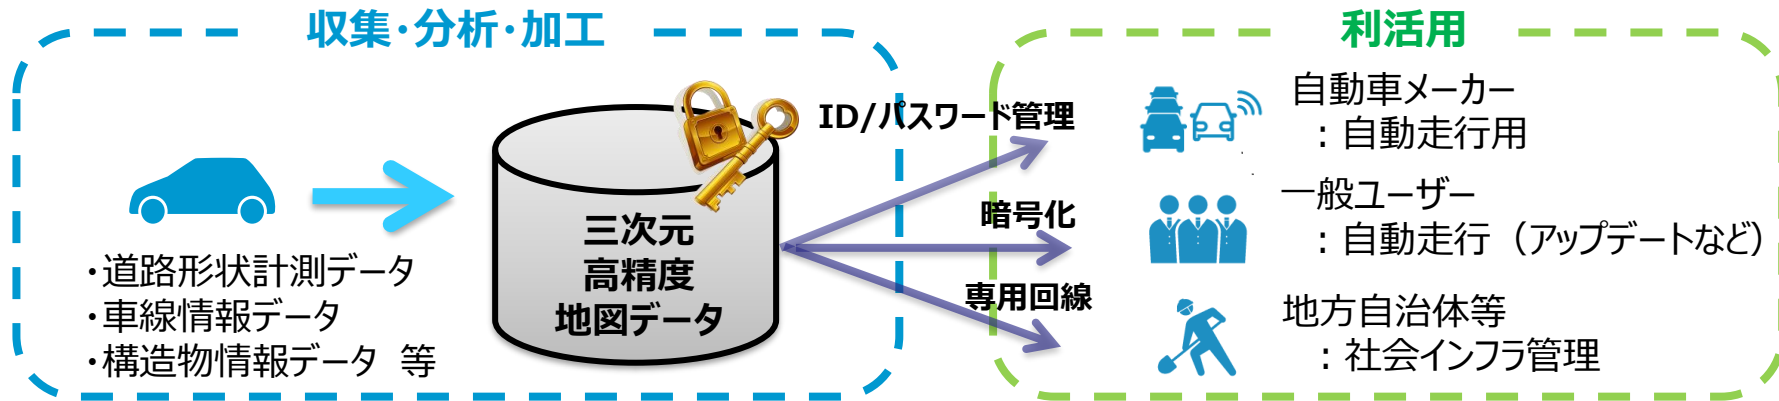 収集・分析・加工
・道路形状計測データ
・車線情報データ
・構造物情報データ 等
三次元
高精度
地図データ
ID/パスワード管理
暗号化
専用回線
利活用
自動車メーカー
：自動走行用
一般ユーザー
：自動走行（アップデートなど）
地方自治体等
：社会インフラ管理